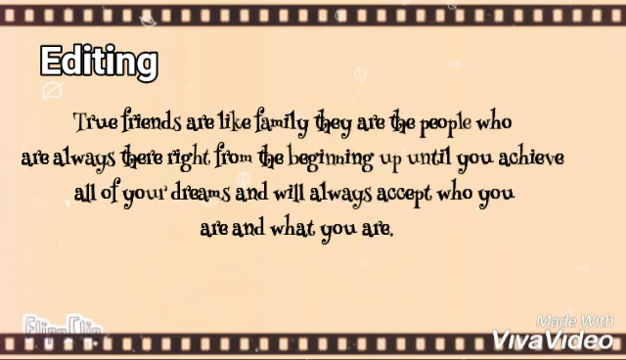 Editing
True friends are like family they are the people who
are always there right from the beginning up until you achieve
all of your dreams and will always accept who you
are and what you are.
FlipaClip
Made With
VivaVideo